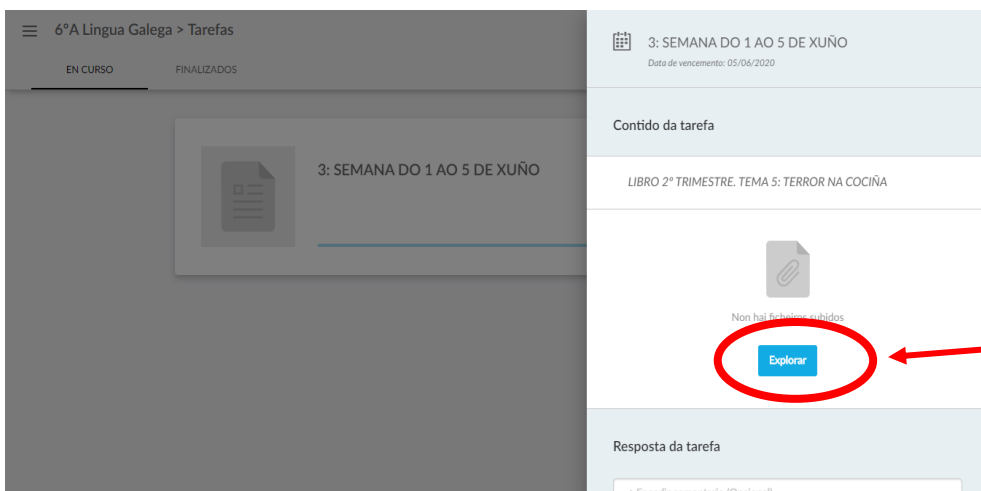 6ºA Lingua Galega > Tarefas
EN CURSO
FINALIZADOS
3: SEMANA DO 1 AO 5 DE XUÑO
3: SEMANA DO 1 AO 5 DE XUÑO
Data de vencemento: 05/06/2020
Contido da tarefa
LIBRO 2º TRIMESTRE. TEMA 5: TERROR NA COCIÑA
Non hai ficheiros subidos
Explorar
Resposta da tarefa